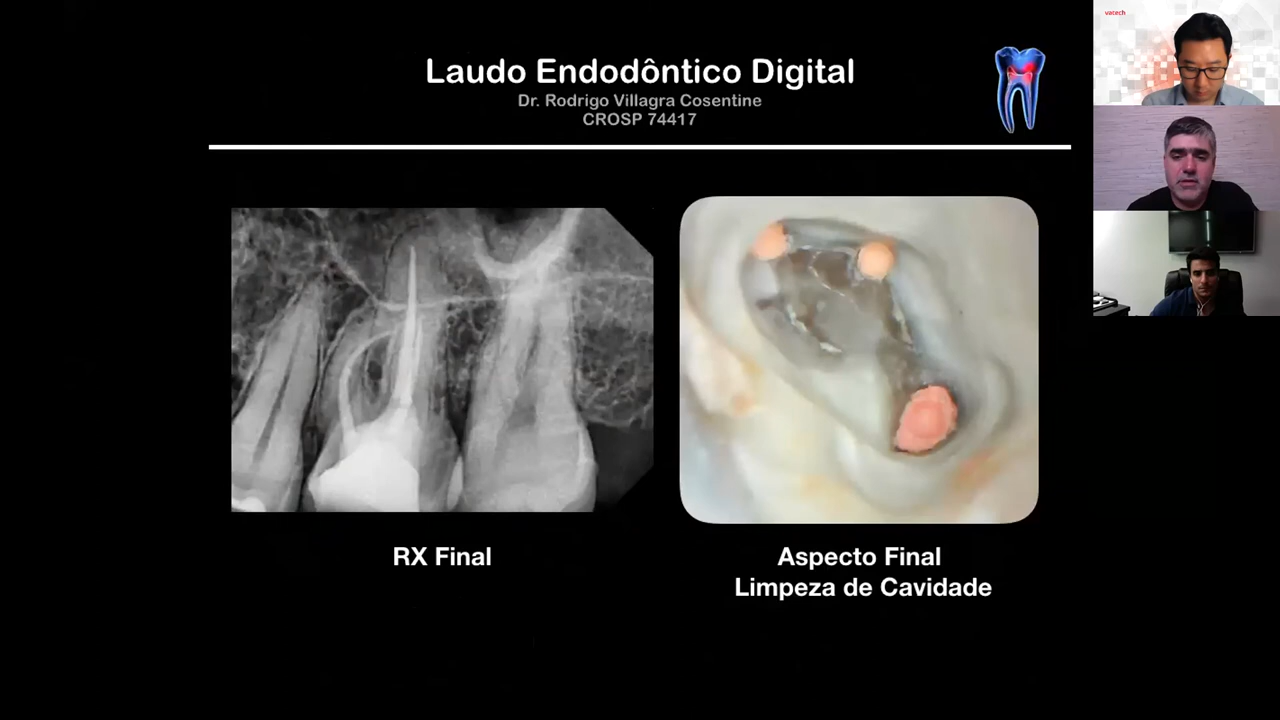 Laudo Endodôntico Digital
Dr. Rodrigo Villagra Cosentine
CROSP 74417
vatech
RX Final
Aspecto Final
Limpeza de Cavidade